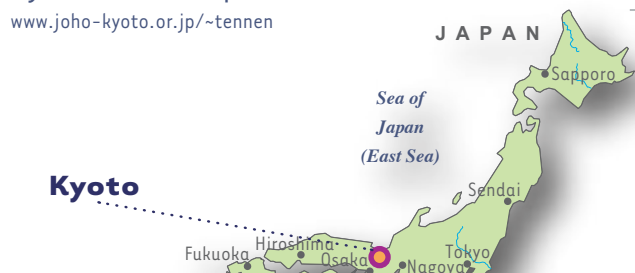 www.joho-kyoto.or.jp/~tennen
JAPAN
Sapporo
Sea of
Japan
(East Sea)
Kyoto
Sendai
Hiroshima
Fukuoka
Osaka
Tokyo
Nagoya